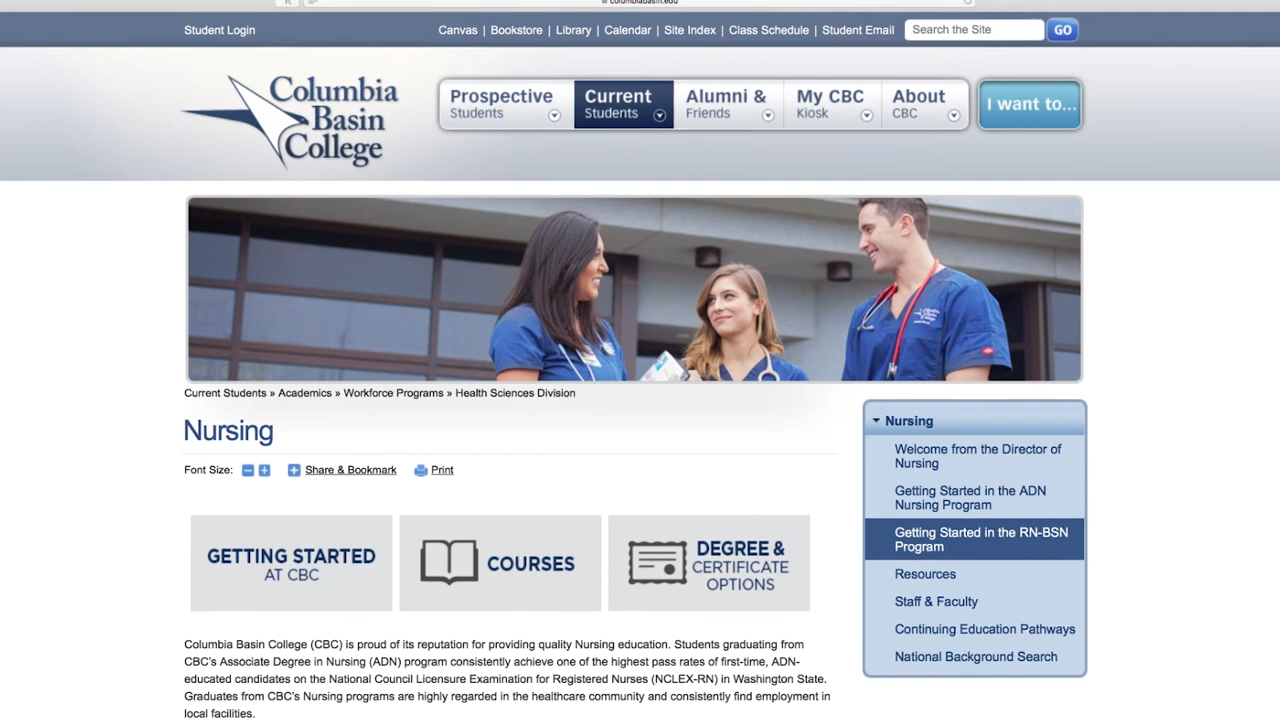 columbiabasin.edu
Student Login
Canvas | Bookstore | Library | Calendar | Site Index | Class Schedule | Student Email
Search the Site
GO
Columbia
Basin
College
Prospective
Students
Current
Students
Alumni &
Friends
My CBC
Kiosk
About
CBC
I want to...
Current Students » Academics » Workforce Programs » Health Sciences Division
Nursing
Font Size:
Share & Bookmark
Print
GETTING STARTED
AT CBC
COURSES
DEGREE &
CERTIFICATE
OPTIONS
Columbia Basin College (CBC) is proud of its reputation for providing quality Nursing education. Students graduating from
CBC's Associate Degree in Nursing (ADN) program consistently achieve one of the highest pass rates of first-time, ADN-
educated candidates on the National Council Licensure Examination for Registered Nurses (NCLEX-RN) in Washington State.
Graduates from CBC's Nursing programs are highly regarded in the healthcare community and consistently find employment in
local facilities.
Nursing
Welcome from the Director of
Nursing
Getting Started in the ADN
Nursing Program
Getting Started in the RN-BSN
Program
Resources
Staff & Faculty
Continuing Education Pathways
National Background Search